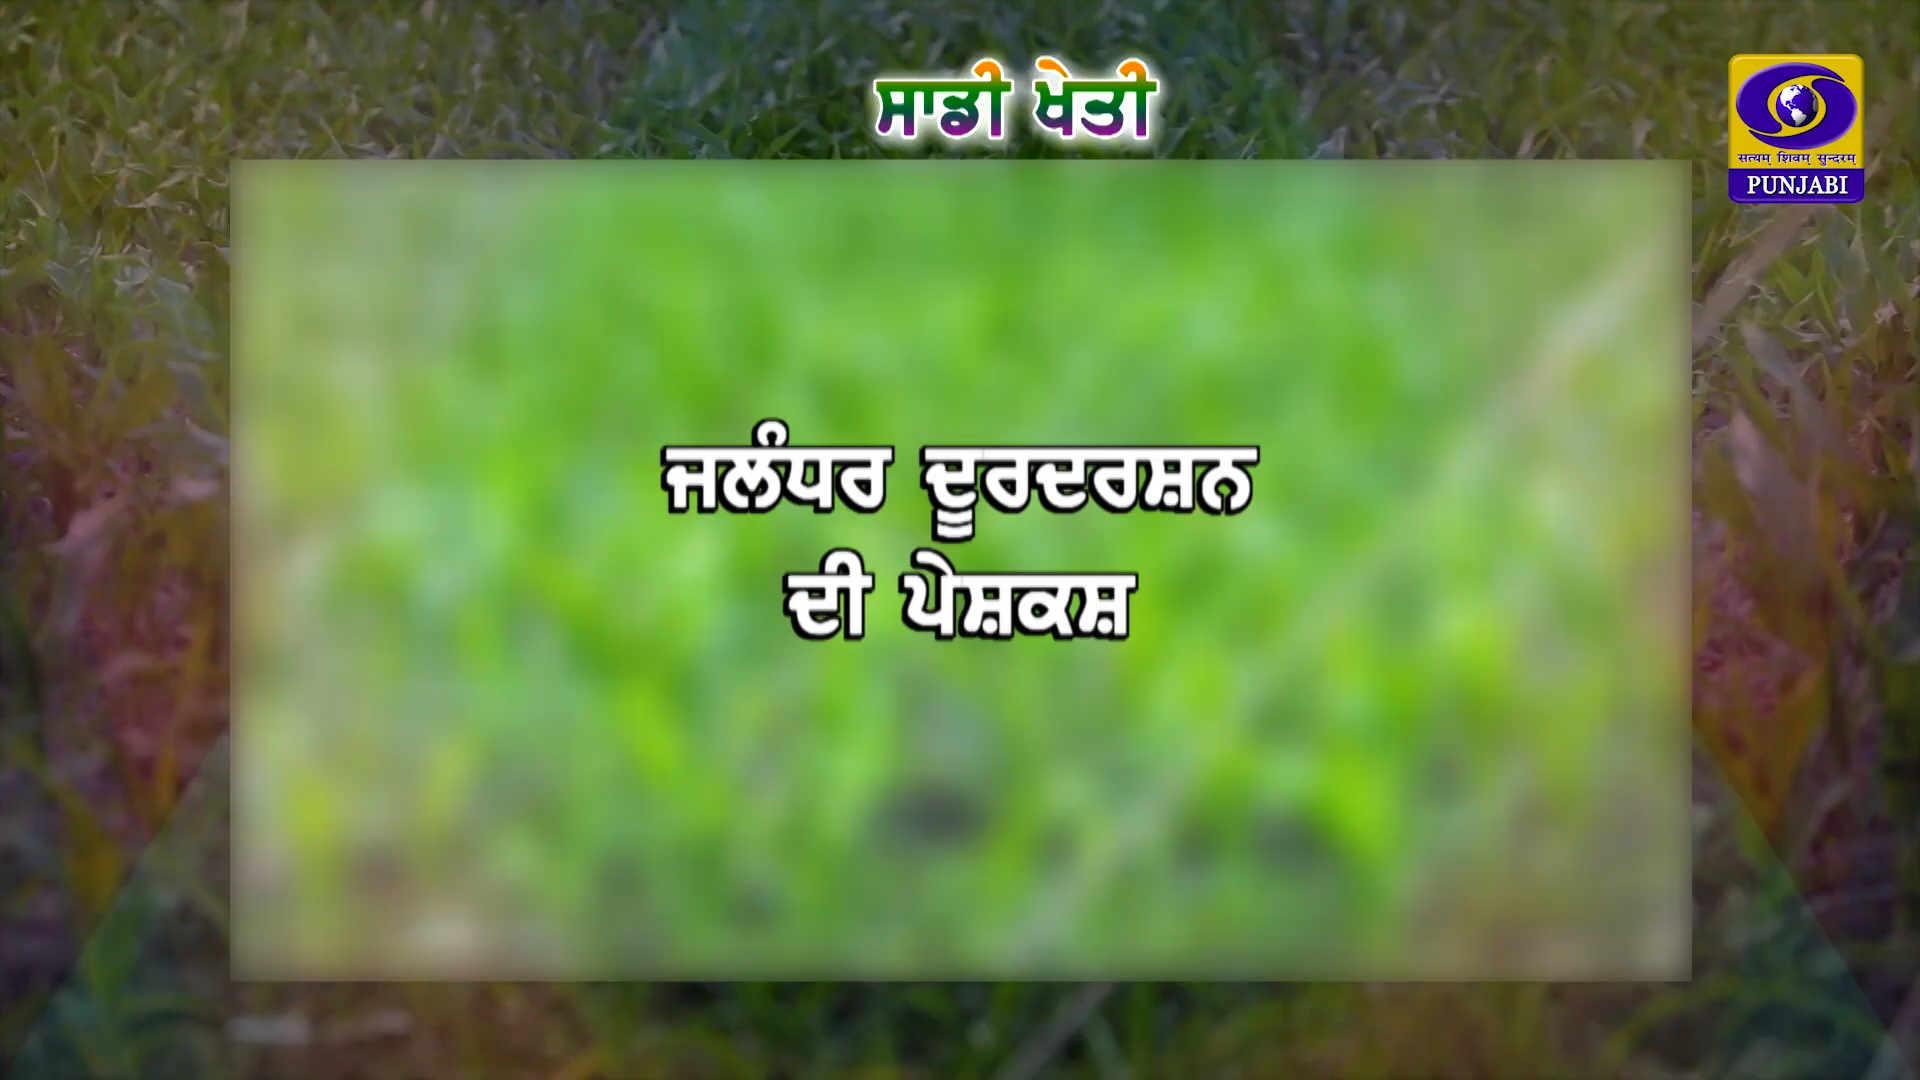 ਸਾਡੀ ਖੇਤੀ
सत्यम् शिवम् सुन्दरम्
PUNJABI
ਜਲੰਧਰ ਦੂਰਦਰਸ਼ਨ
ਦੀ ਪੇਸ਼ਕਸ਼